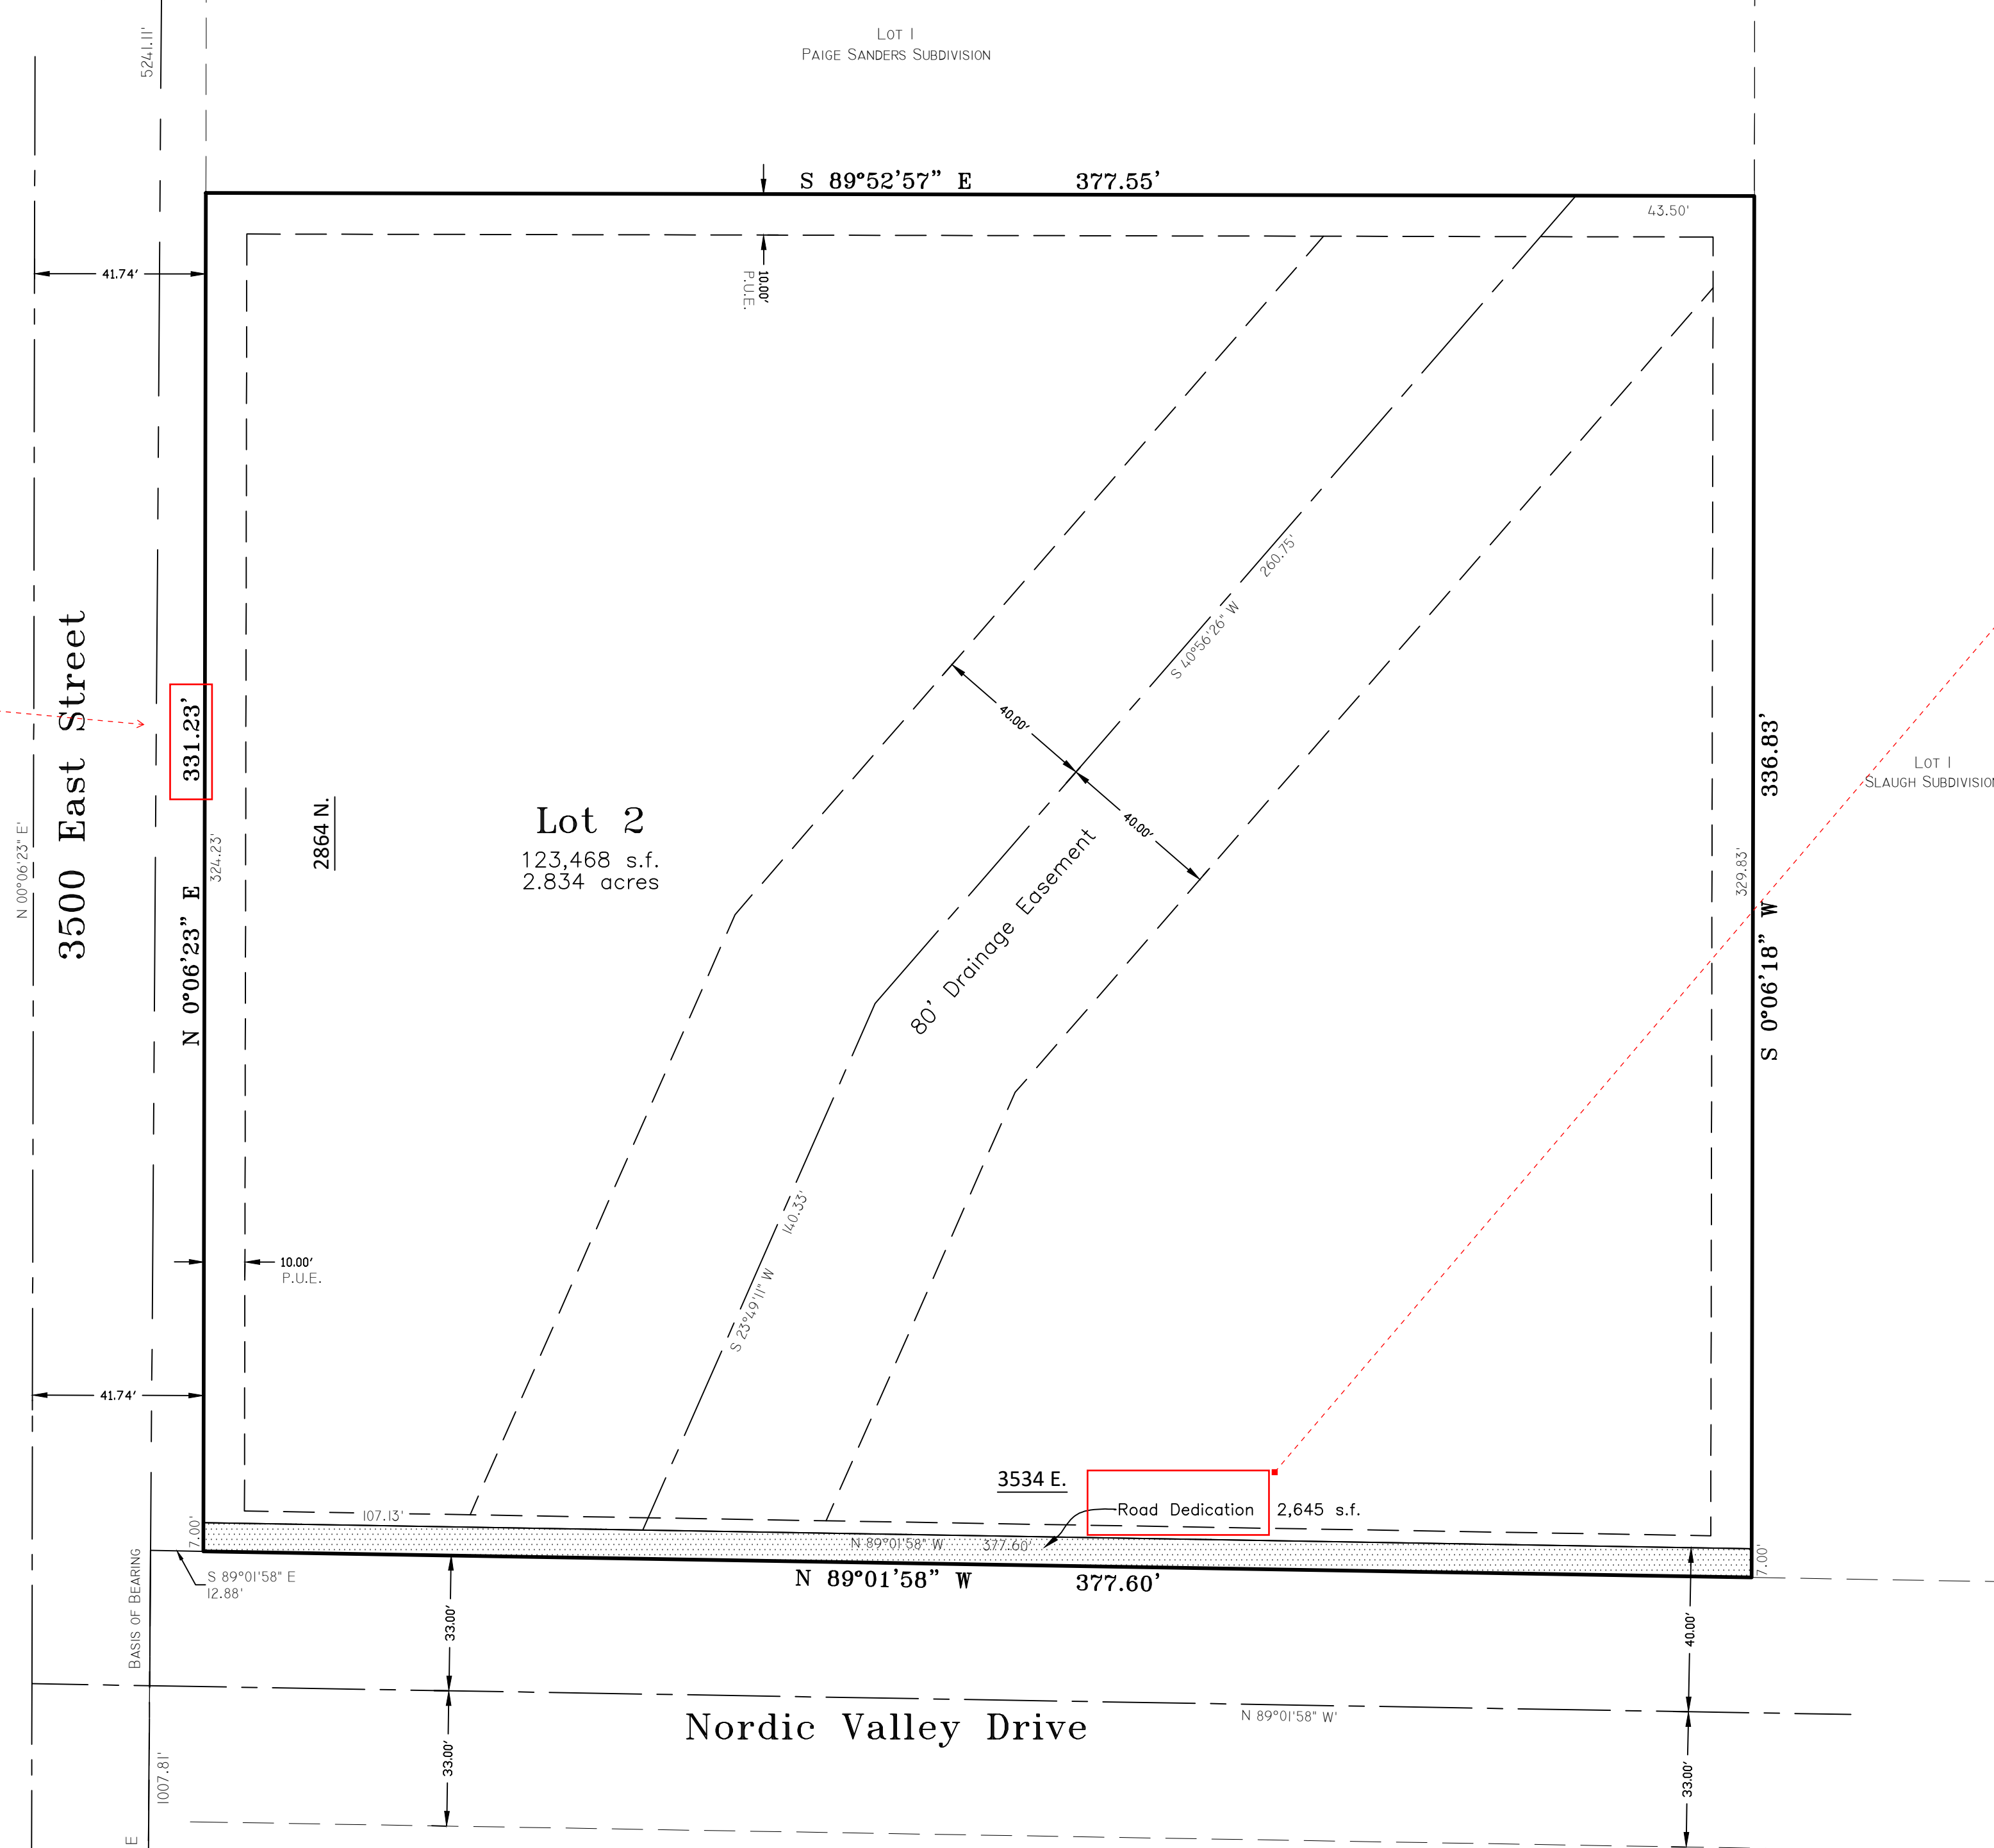 5241.11'
Lot 1
Paige Sanders Subdivision
S 89°52'57" E 377.55'
43.50'
41.74'
10.00'
P.U.E.
260.75'
S 40°56'26" W
40.00'
40.00'
80' Drainage Easement
331.23'
N 0°06'23" E
324.23'
3500 East Street
N 00°06'23" E'
2864 N.
Lot 2
123,468 s.f.
2.834 acres
336.83'
S 0°06'18" W
329.83'
Lot 1
Slaugh Subdivision
140.33'
S 23°49'11" W
10.00'
P.U.E.
41.74'
3534 E.
Road Dedication 2,645 s.f.
107.13'
7.00'
N 89°01'58" W 377.60'
7.00'
N 89°01'58" W 377.60'
S 89°01'58" E
12.88'
Basis of Bearing
33.00'
40.00'
Nordic Valley Drive
N 89°01'58" W'
1007.81'
33.00'
33.00'
E